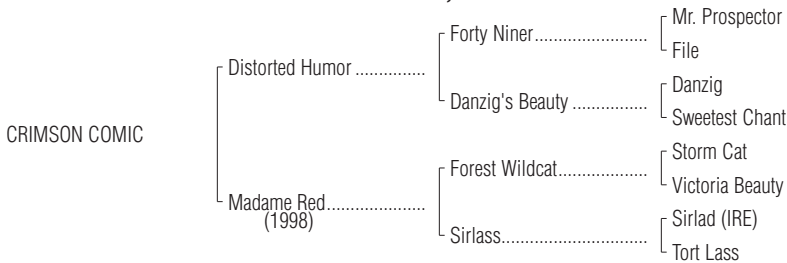 Mr. Prospector
Forty Niner
File
Distorted Humor
Danzig
Danzig's Beauty
Sweetest Chant
CRIMSON COMIC
Storm Cat
Forest Wildcat
Victoria Beauty
Madame Red
(1998)
Sirlad (IRE)
Sirlass
Tort Lass